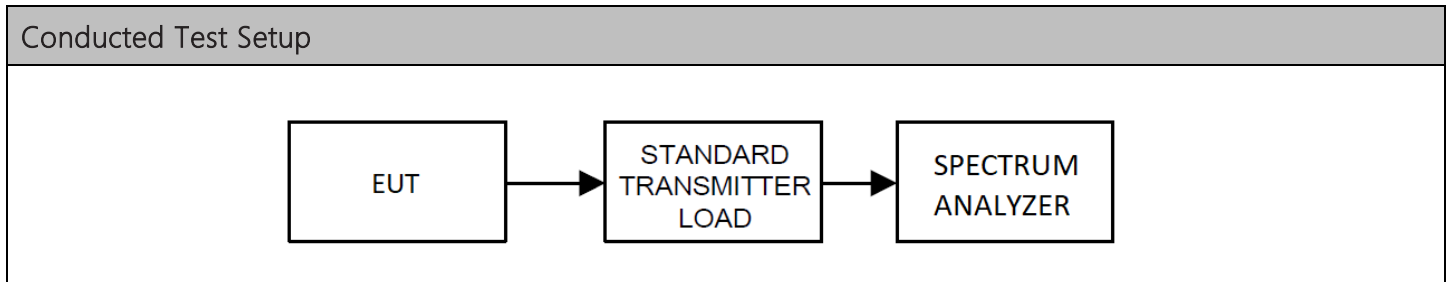 Conducted Test Setup
EUT
STANDARD
TRANSMITTER
LOAD
SPECTRUM
ANALYZER